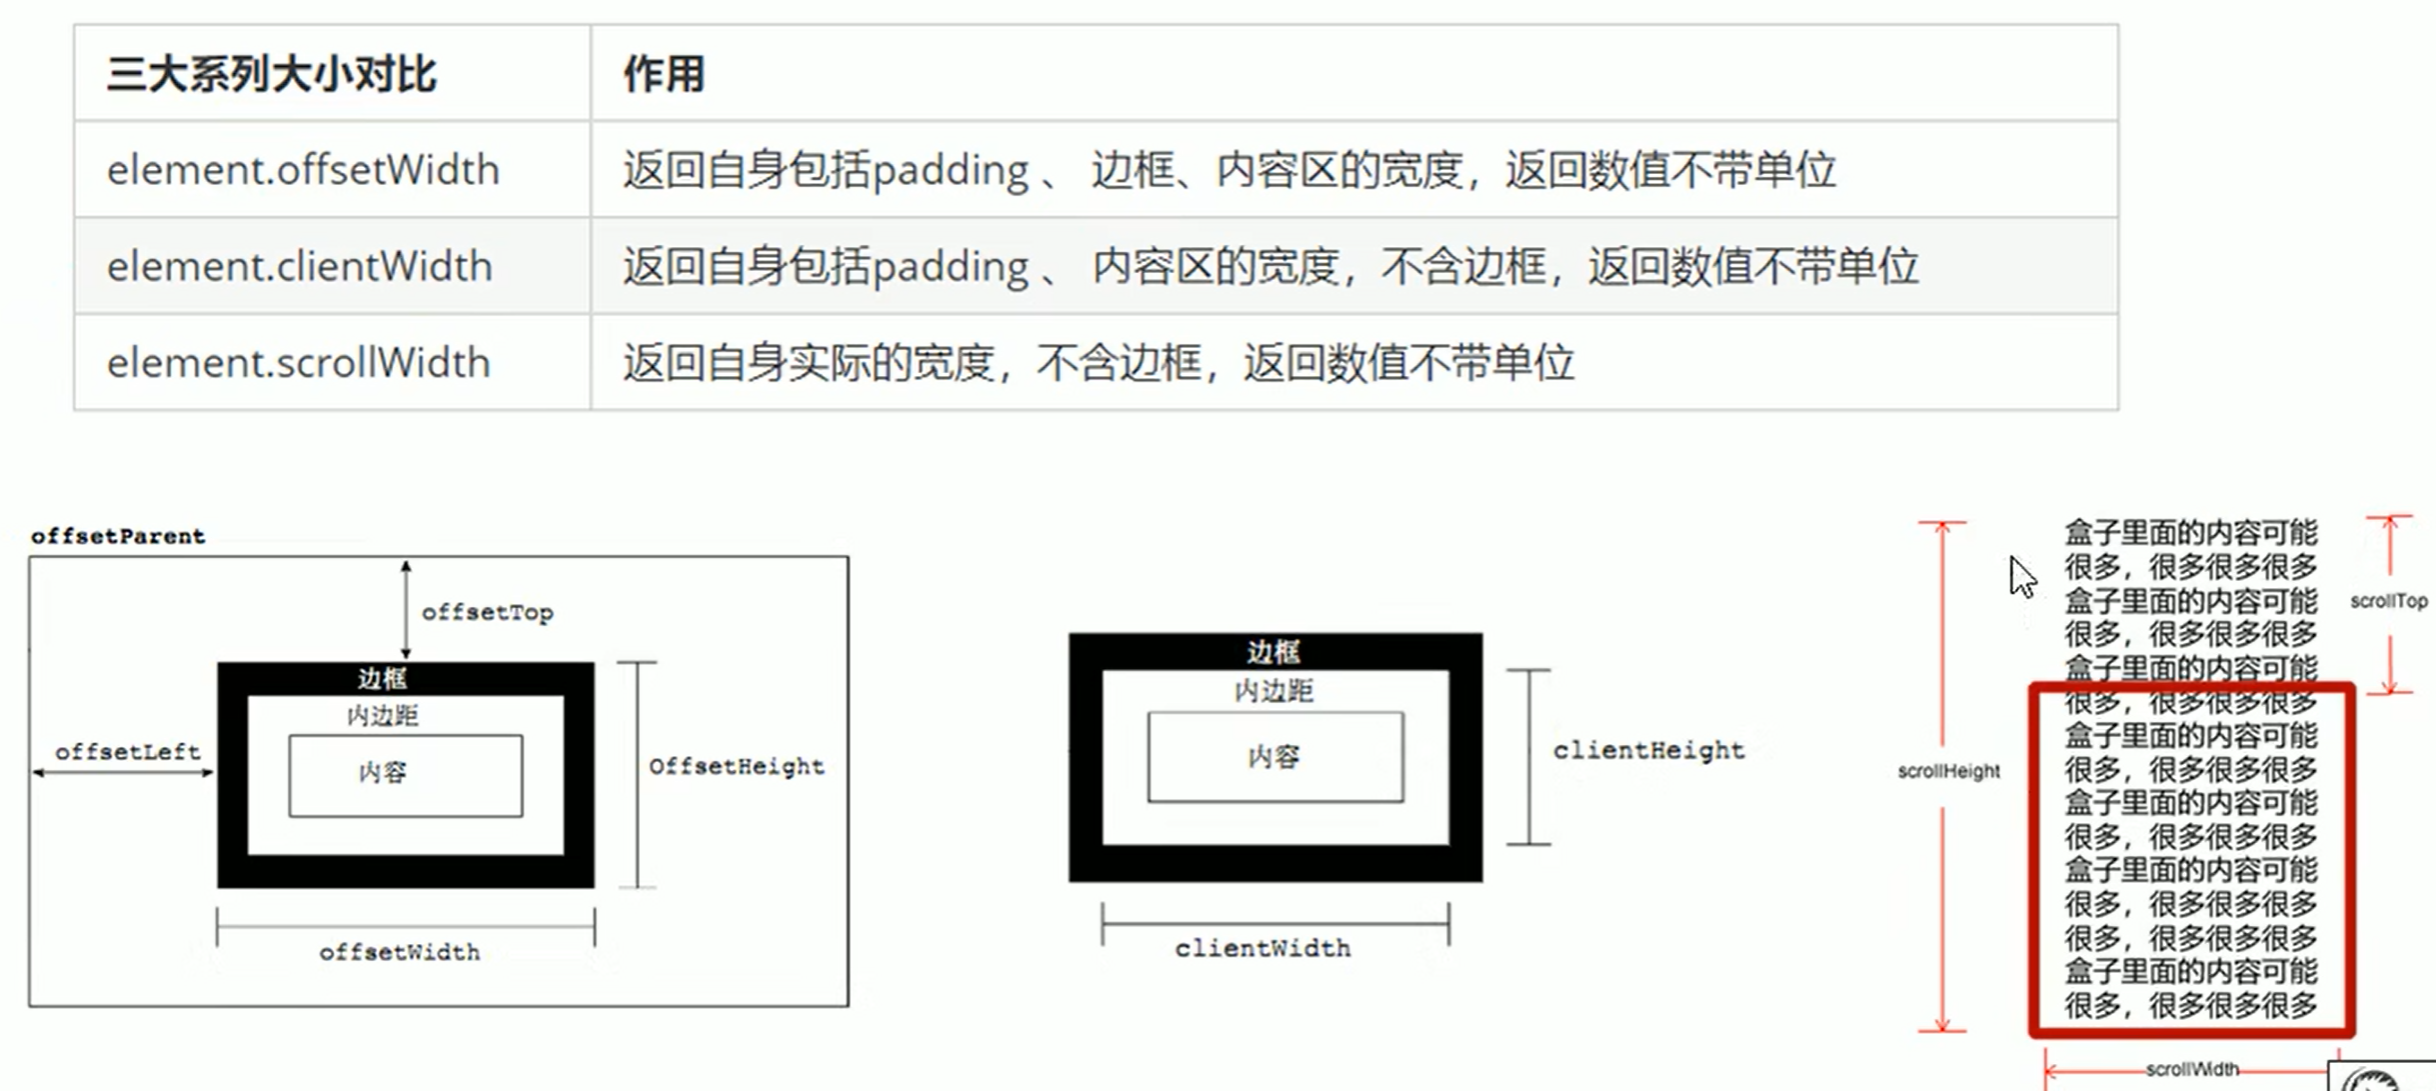 三大系列大小对比
作用
element.offsetWidth
返回自身包括padding 、 边框、内容区的宽度，返回数值不带单位
element.clientWidth
返回自身包括padding 、 内容区的宽度，不含边框，返回数值不带单位
element.scrollWidth
返回自身实际的宽度，不含边框，返回数值不带单位
offsetParent
offsetTop
边框
内边距
内容
offsetLeft
OffsetHeight
offsetWidth
边框
内边距
内容
clientHeight
clientWidth
盒子里面的内容可能
很多，很多很多很多
盒子里面的内容可能
很多，很多很多很多
盒子里面的内容可能
很多，很多很多很多
盒子里面的内容可能
很多，很多很多很多
盒子里面的内容可能
很多，很多很多很多
盒子里面的内容可能
很多，很多很多很多
很多，很多很多很多
盒子里面的内容可能
很多，很多很多很多
scrollTop
scrollHeight
scrollWidth